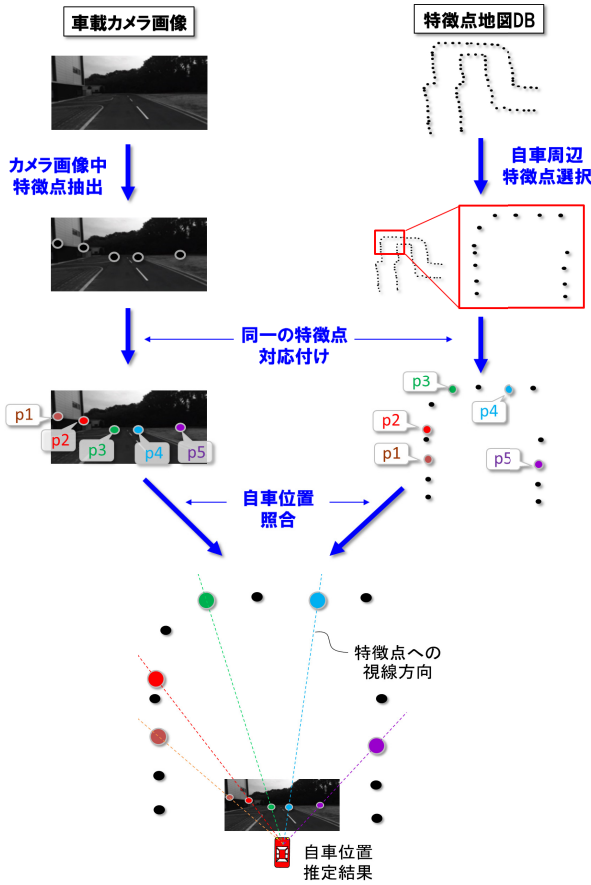 車載カメラ画像
特徴点地図DB
カメラ画像中
特徴点抽出
自車周辺
特徴点選択
同一の特徴点
対応付け
p1
p2
p3
p4
p5
p3
p4
p2
p1
p5
自車位置
照合
特徴点への
視線方向
自車位置
推定結果